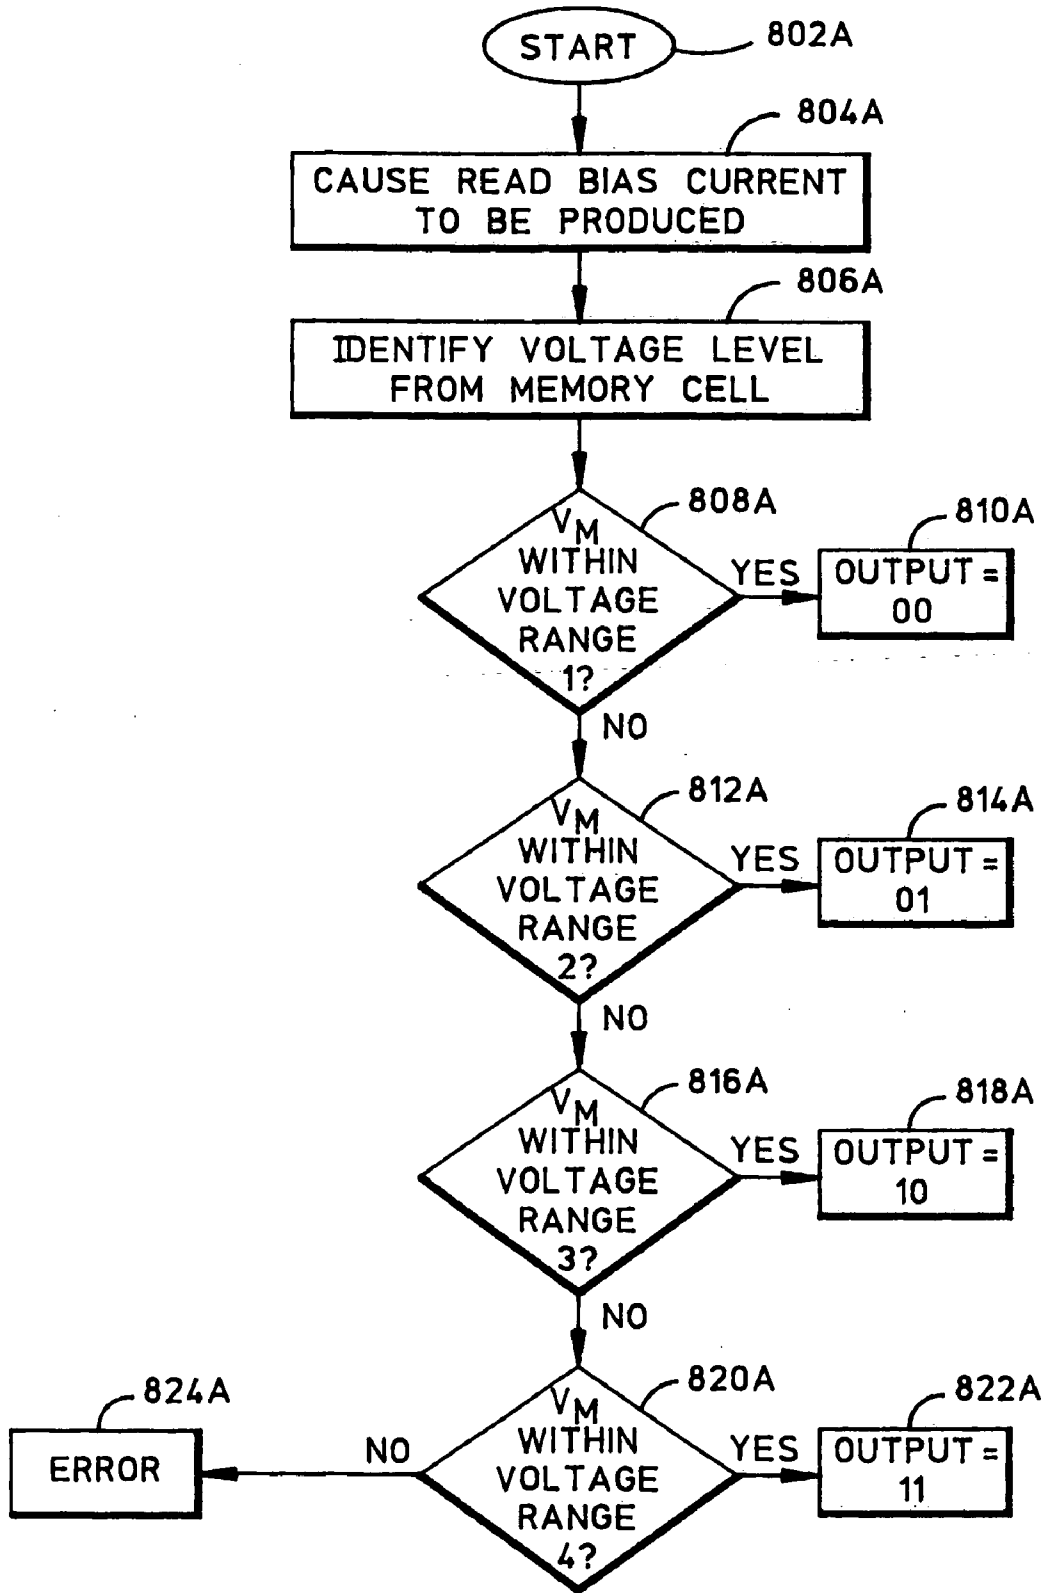 START
802A
804A
CAUSE READ BIAS CURRENT
TO BE PRODUCED
806A
IDENTIFY VOLTAGE LEVEL
FROM MEMORY CELL
808A
VM
WITHIN
VOLTAGE
RANGE
1?
YES
810A
OUTPUT =
00
NO
812A
VM
WITHIN
VOLTAGE
RANGE
2?
YES
814A
OUTPUT =
01
NO
816A
VM
WITHIN
VOLTAGE
RANGE
3?
YES
818A
OUTPUT =
10
NO
820A
VM
WITHIN
VOLTAGE
RANGE
4?
YES
822A
OUTPUT =
11
NO
824A
ERROR